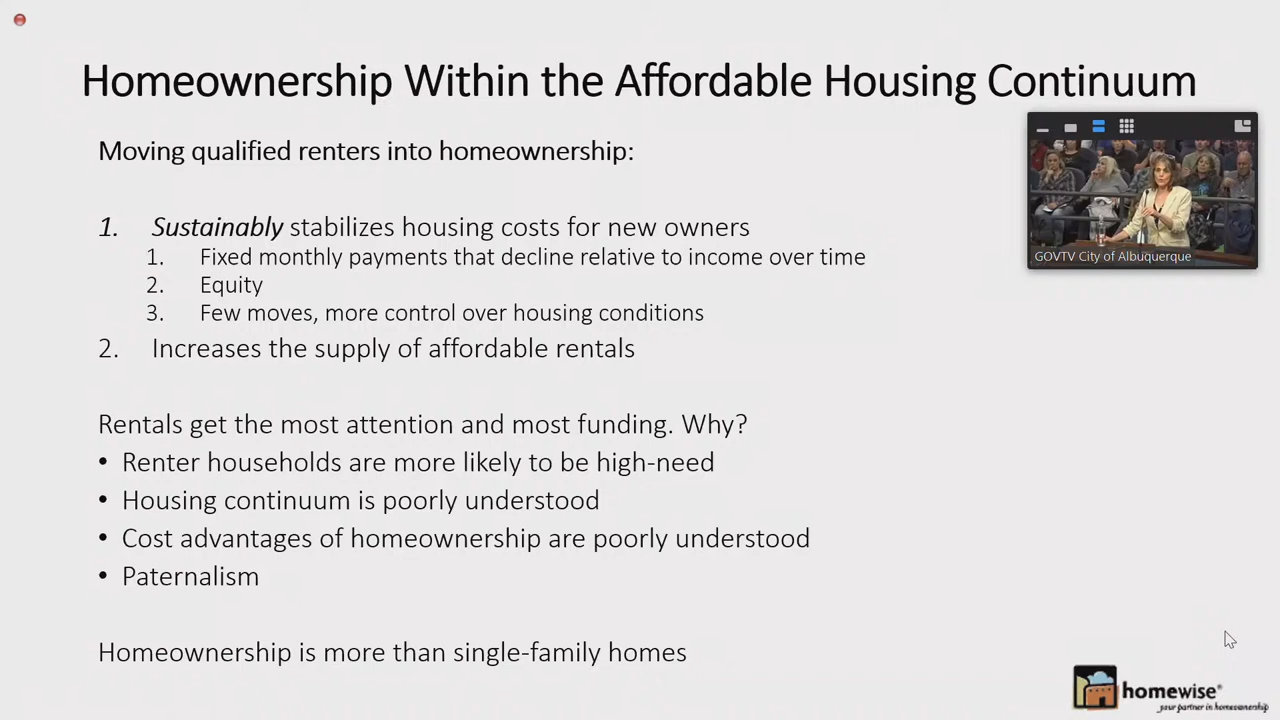 Homeownership Within the Affordable Housing Continuum
Moving qualified renters into homeownership:
1. Sustainably stabilizes housing costs for new owners
1. Fixed monthly payments that decline relative to income over time
2. Equity
3. Few moves, more control over housing conditions
2. Increases the supply of affordable rentals
GOVTV City of Albuquerque
Rentals get the most attention and most funding. Why?
• Renter households are more likely to be high-need
• Housing continuum is poorly understood
• Cost advantages of homeownership are poorly understood
• Paternalism
Homeownership is more than single-family homes
homewise®
your partner in homeownership